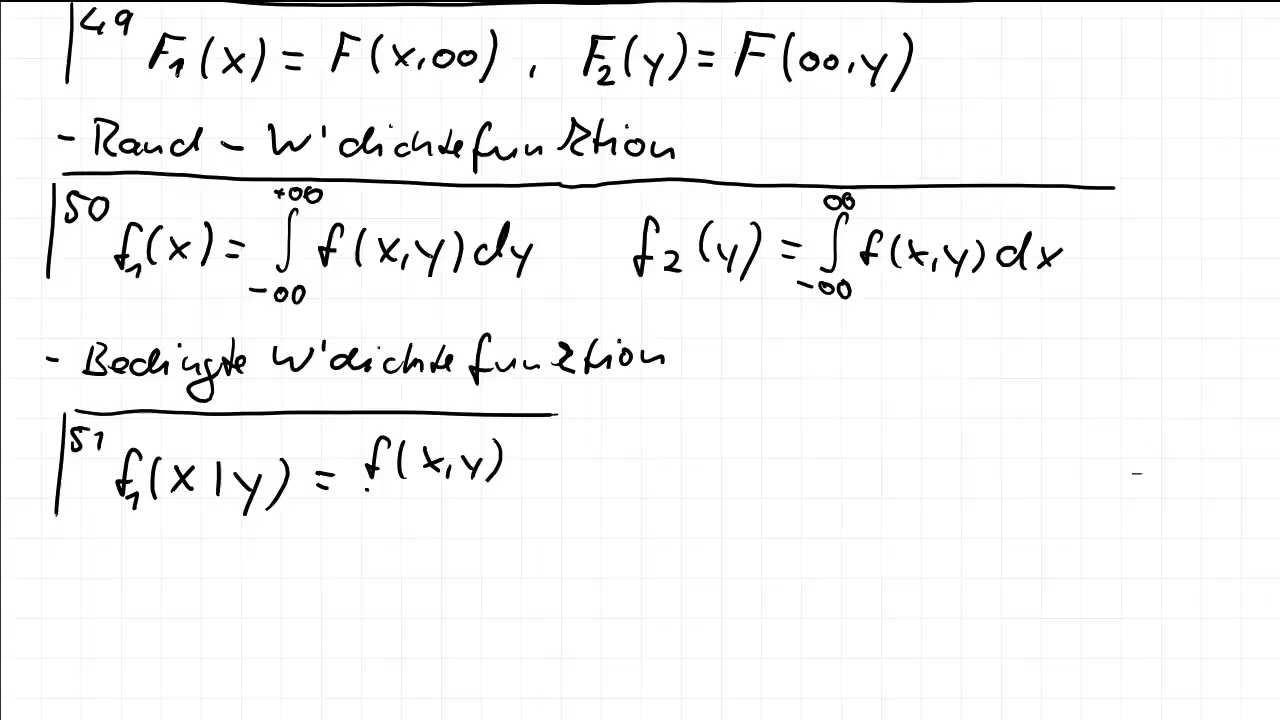 49 F₁(x) = F(x,∞) , F₂(y) = F(∞,y)
- Rand - W'dichtefunktion
50 f₁(x) = ∫_{-∞}^{+∞} f(x,y) dy f₂(y) = ∫_{-∞}^{∞} f(x,y) dx
- Bedingte W'dichtefunktion
51 f₁(x|y) = f(x,y)